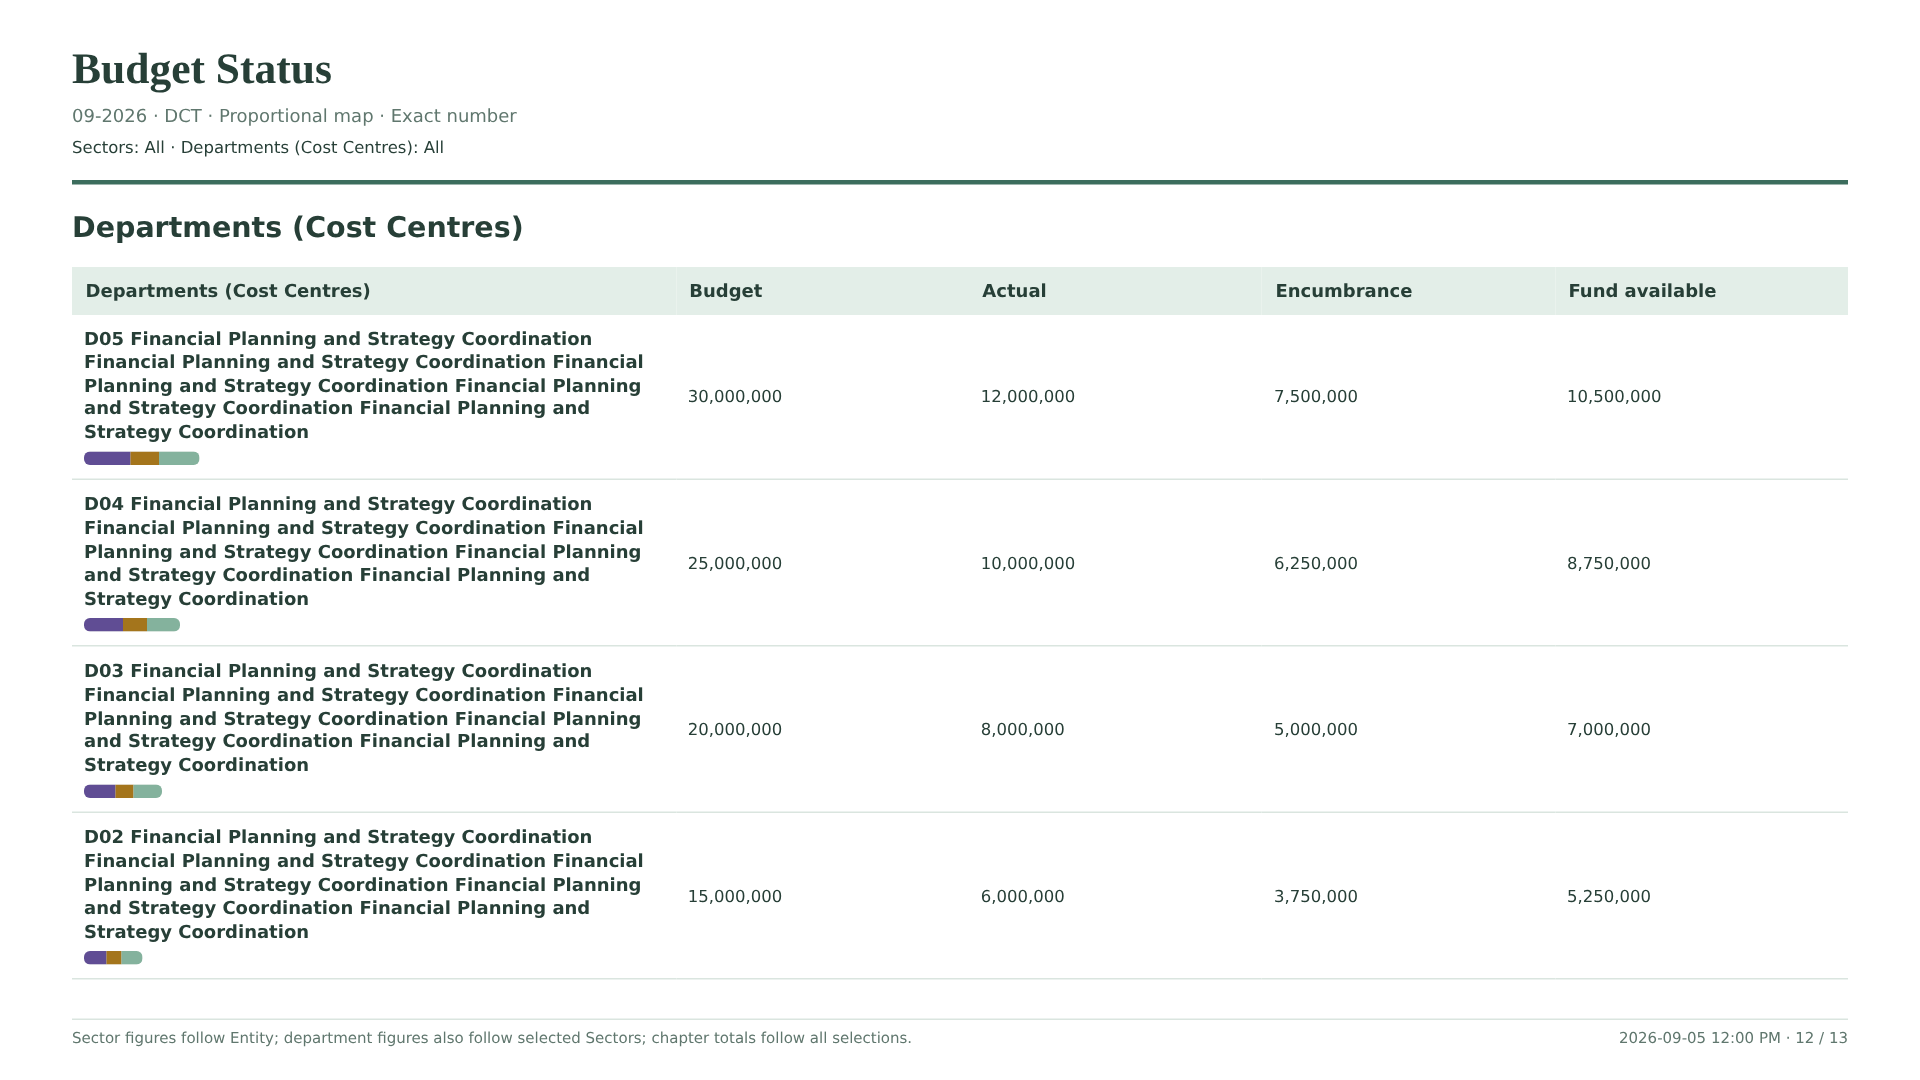 Budget Status
09-2026 · DCT · Proportional map · Exact number
Sectors: All · Departments (Cost Centres): All
Departments (Cost Centres)
Departments (Cost Centres) Budget Actual Encumbrance Fund available
D05 Financial Planning and Strategy Coordination
Financial Planning and Strategy Coordination Financial
Planning and Strategy Coordination Financial Planning
and Strategy Coordination Financial Planning and
Strategy Coordination
30,000,000 12,000,000 7,500,000 10,500,000
D04 Financial Planning and Strategy Coordination
Financial Planning and Strategy Coordination Financial
Planning and Strategy Coordination Financial Planning
and Strategy Coordination Financial Planning and
Strategy Coordination
25,000,000 10,000,000 6,250,000 8,750,000
D03 Financial Planning and Strategy Coordination
Financial Planning and Strategy Coordination Financial
Planning and Strategy Coordination Financial Planning
and Strategy Coordination Financial Planning and
Strategy Coordination
20,000,000 8,000,000 5,000,000 7,000,000
D02 Financial Planning and Strategy Coordination
Financial Planning and Strategy Coordination Financial
Planning and Strategy Coordination Financial Planning
and Strategy Coordination Financial Planning and
Strategy Coordination
15,000,000 6,000,000 3,750,000 5,250,000
Sector figures follow Entity; department figures also follow selected Sectors; chapter totals follow all selections.
2026-09-05 12:00 PM · 12 / 13